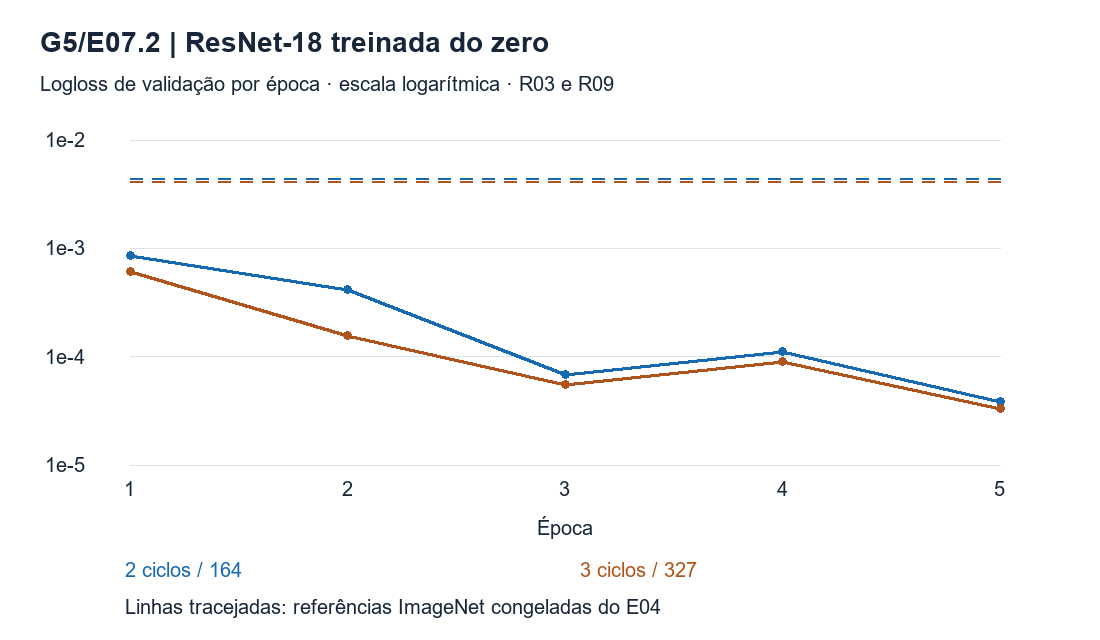 G5/E07.2 | ResNet-18 treinada do zero
Logloss de validação por época · escala logarítmica · R03 e R09
1e-2
1e-3
1e-4
1e-5
1 2 3 4 5
Época
2 ciclos / 164 3 ciclos / 327
Linhas tracejadas: referências ImageNet congeladas do E04